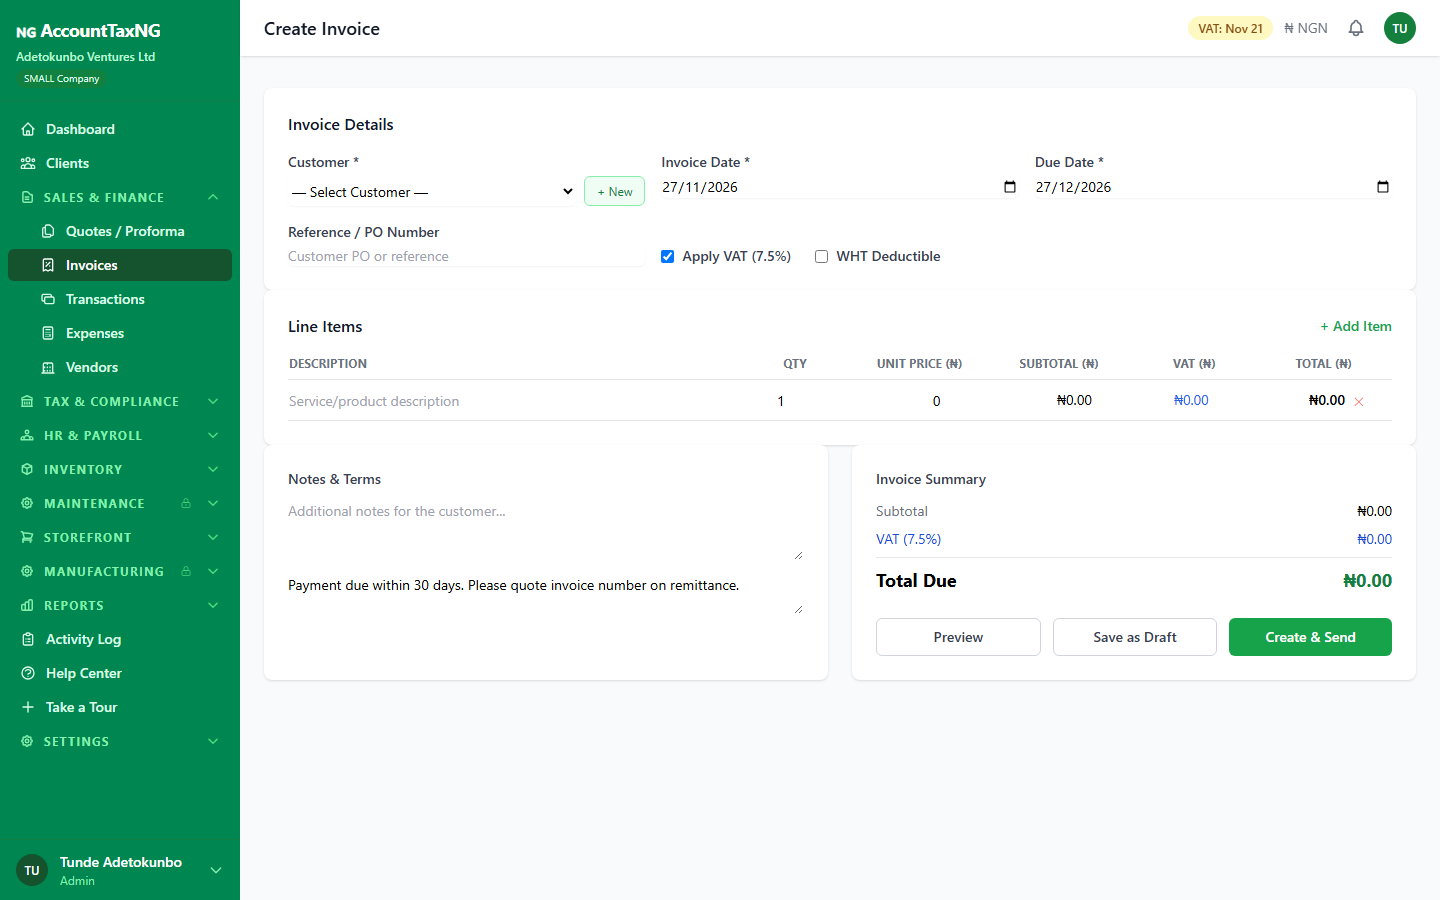 NG AccountTaxNG
Adetokunbo Ventures Ltd
SMALL Company
Dashboard
Clients
SALES & FINANCE
Quotes / Proforma
Invoices
Transactions
Expenses
Vendors
TAX & COMPLIANCE
HR & PAYROLL
INVENTORY
MAINTENANCE
STOREFRONT
MANUFACTURING
REPORTS
Activity Log
Help Center
Take a Tour
SETTINGS
TU
Tunde Adetokunbo
Admin
Create Invoice
VAT: Nov 21
₦ NGN
TU
Invoice Details
Customer *
Invoice Date *
Due Date *
— Select Customer —
+ New
27/11/2026
27/12/2026
Reference / PO Number
Customer PO or reference
Apply VAT (7.5%)
WHT Deductible
Line Items
+ Add Item
DESCRIPTION QTY UNIT PRICE (₦) SUBTOTAL (₦) VAT (₦) TOTAL (₦)
Service/product description 1 0 ₦0.00 ₦0.00 ₦0.00
Notes & Terms
Additional notes for the customer...
Payment due within 30 days. Please quote invoice number on remittance.
Invoice Summary
Subtotal ₦0.00
VAT (7.5%) ₦0.00
Total Due ₦0.00
Preview
Save as Draft
Create & Send